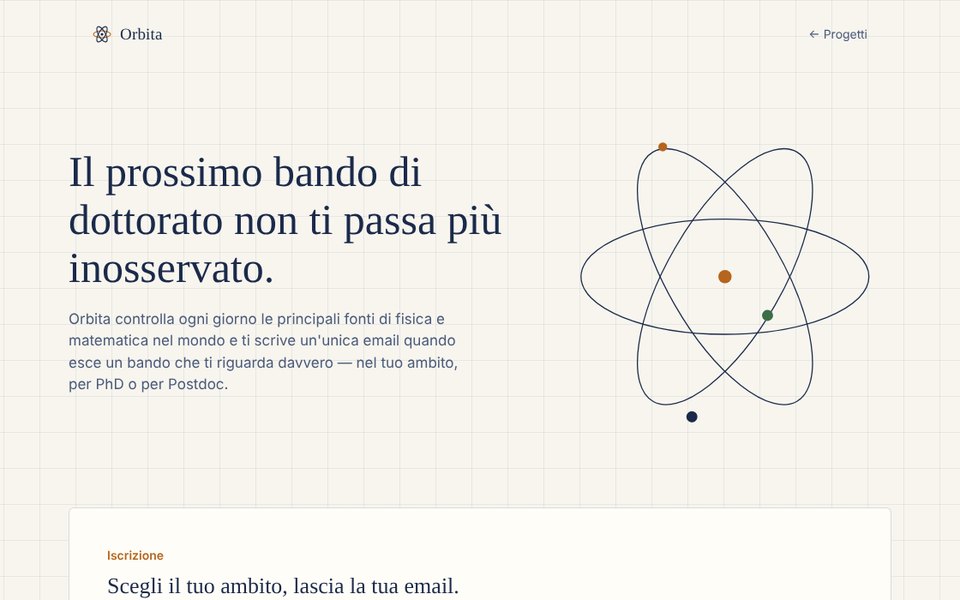 Orbita
← Progetti
Il prossimo bando di
dottorato non ti passa più
inosservato.
Orbita controlla ogni giorno le principali fonti di fisica e
matematica nel mondo e ti scrive un'unica email quando
esce un bando che ti riguarda davvero — nel tuo ambito,
per PhD o per Postdoc.
Iscrizione
Scegli il tuo ambito, lascia la tua email.